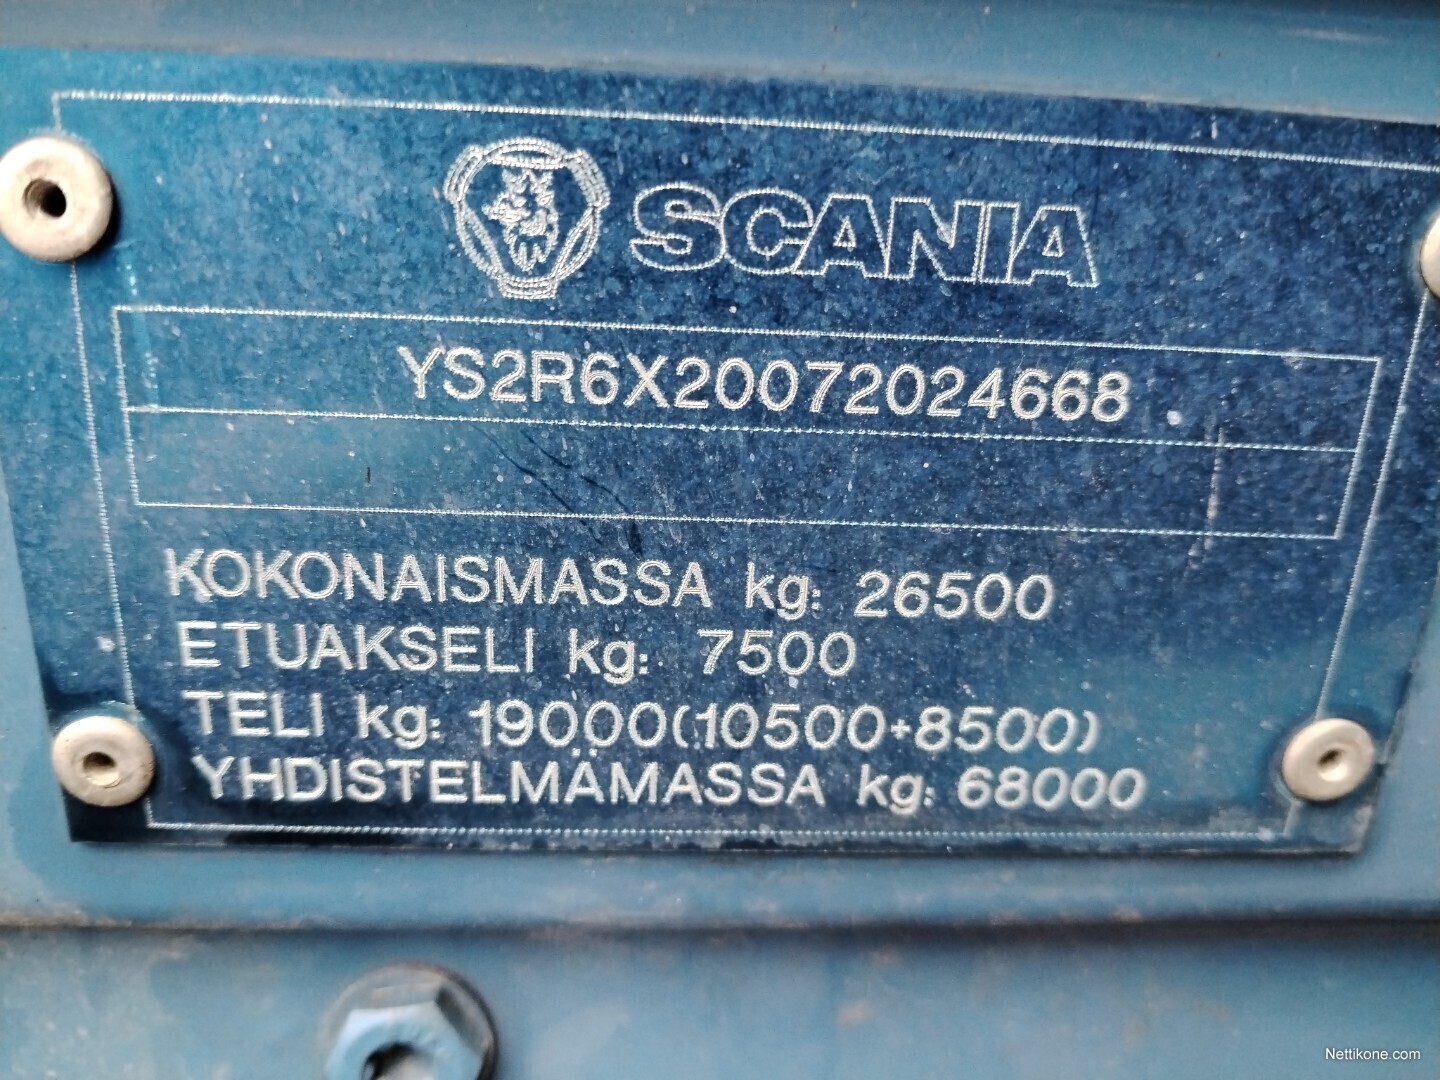 SCANIA
YS2R6X20072024668
KOKONAISMASSA kg: 26500
ETUAKSELI kg: 7500
TELI kg: 19000(10500+8500)
YHDISTELMÄMASSA kg: 68000
Nettikone.com